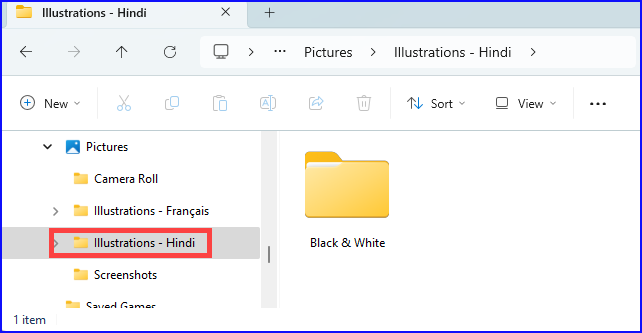 Illustrations - Hindi
Pictures
Illustrations - Hindi
New
Sort
View
Pictures
Camera Roll
Illustrations - Français
Illustrations - Hindi
Screenshots
Saved Games
Black & White
1 item